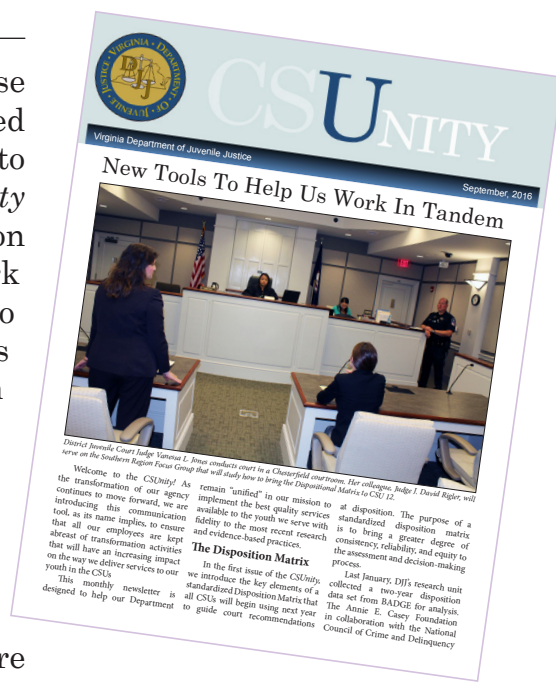 se
ed
to
ty
on
rk
o
s
n
re
VIRGINIA • DEPARTMENT OF JUVENILE JUSTICE
DJJ
CSUNITY
Virginia Department of Juvenile Justice
September, 2016
New Tools To Help Us Work In Tandem
District Juvenile Court Judge Vanessa L. Jones conducts court in a Chesterfield courtroom. Her colleague, Judge J. David Rigler, will
serve on the Southern Region Focus Group that will study how to bring the Dispositional Matrix to CSU 12.
Welcome to the CSUnity! As
the transformation of our agency
continues to move forward, we are
introducing this communication
tool, as its name implies, to ensure
that all our employees are kept
abreast of transformation activities
that will have an increasing impact
on the way we deliver services to our
youth in the CSUs
This monthly newsletter is
designed to help our Department
remain “unified” in our mission to
implement the best quality services
available to the youth we serve with
fidelity to the most recent research
and evidence-based practices.
The Disposition Matrix
In the first issue of the CSUnity,
we introduce the key elements of a
standardized Disposition Matrix that
all CSUs will begin using next year
to guide court recommendations
at disposition. The purpose of a
standardized disposition matrix
is to bring a greater degree of
consistency, reliability, and equity to
the assessment and decision-making
process.
Last January, DJJ's research unit
collected a two-year disposition
data set from BADGE for analysis.
The Annie E. Casey Foundation
in collaboration with the National
Council of Crime and Delinquency